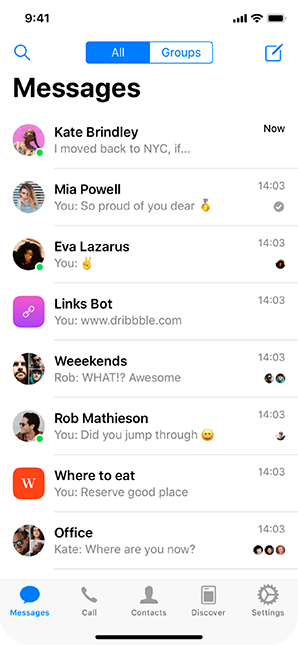 9:41
All
Groups
Messages
Kate Brindley
Now
I moved back to NYC, if...
Mia Powell
14:03
You: So proud of you dear 🏅
Eva Lazarus
14:03
You: ✌️
Links Bot
14:03
You: www.dribbble.com
Weeekends
14:03
Rob: WHAT!? Awesome
Rob Mathieson
14:03
You: Did you jump through 😀
W
Where to eat
14:03
You: Reserve good place
Office
14:03
Kate: Where are you now?
Messages
Call
Contacts
Discover
Settings